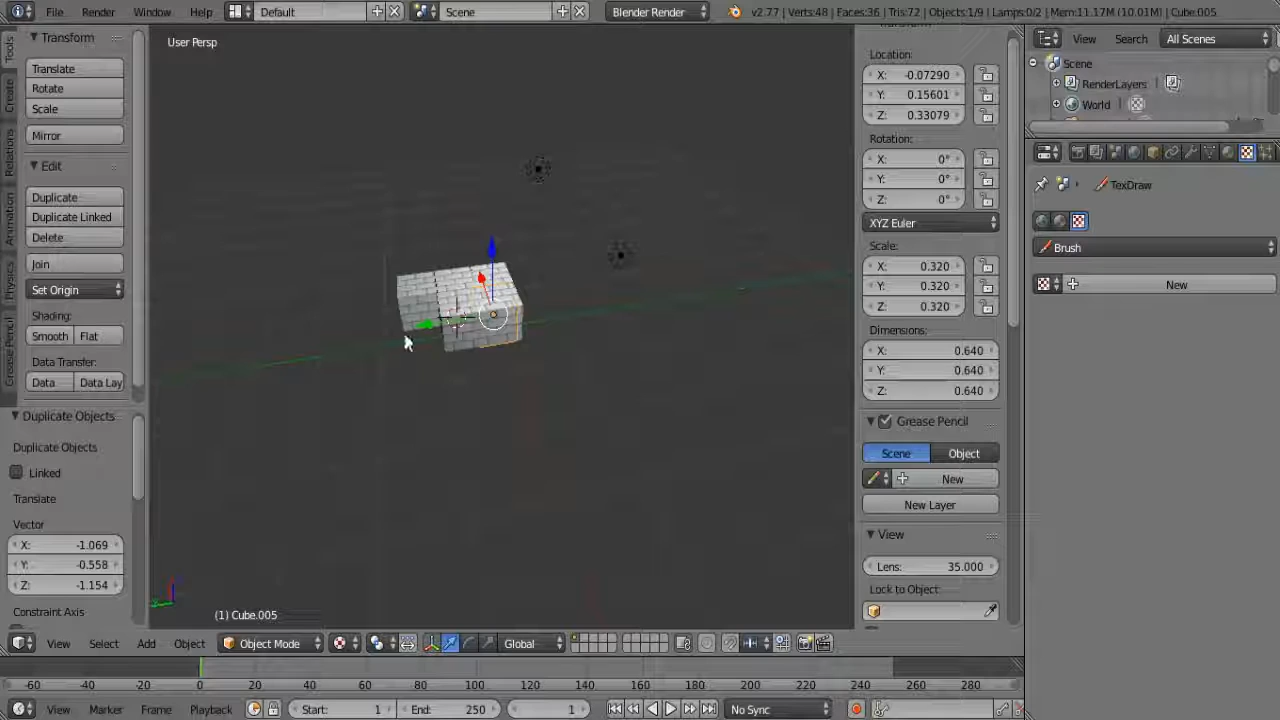 File Render Window Help Default Scene Blender Render v2.77 | Verts:48 | Faces:36 | Tris:72 | Objects:1/9 | Lamps:0/2 | Mem:11.17M (10.01M) | Cube.005
Tools
Create
Relations
Animation
Physics
Grease Pencil
Transform
Translate
Rotate
Scale
Mirror
Edit
Duplicate
Duplicate Linked
Delete
Join
Set Origin
Shading:
Smooth Flat
Data Transfer:
Data Data Lay
Duplicate Objects
Duplicate Objects
Linked
Translate
Vector
X: -1.069
Y: -0.558
Z: -1.154
Constraint Axis
User Persp
(1) Cube.005
Location:
X: -0.07290
Y: 0.15601
Z: 0.33079
Rotation:
X: 0°
Y: 0°
Z: 0°
XYZ Euler
Scale:
X: 0.320
Y: 0.320
Z: 0.320
Dimensions:
X: 0.640
Y: 0.640
Z: 0.640
Grease Pencil
Scene Object
New
New Layer
View
Lens: 35.000
Lock to Object:
View Search All Scenes
Scene
RenderLayers
World
TexDraw
Brush
New
View Select Add Object Object Mode Global
-60 -40 -20 0 20 40 60 80 100 120 140 160 180 200 220 240 260 280
View Marker Frame Playback Start: 1 End: 250 1 No Sync